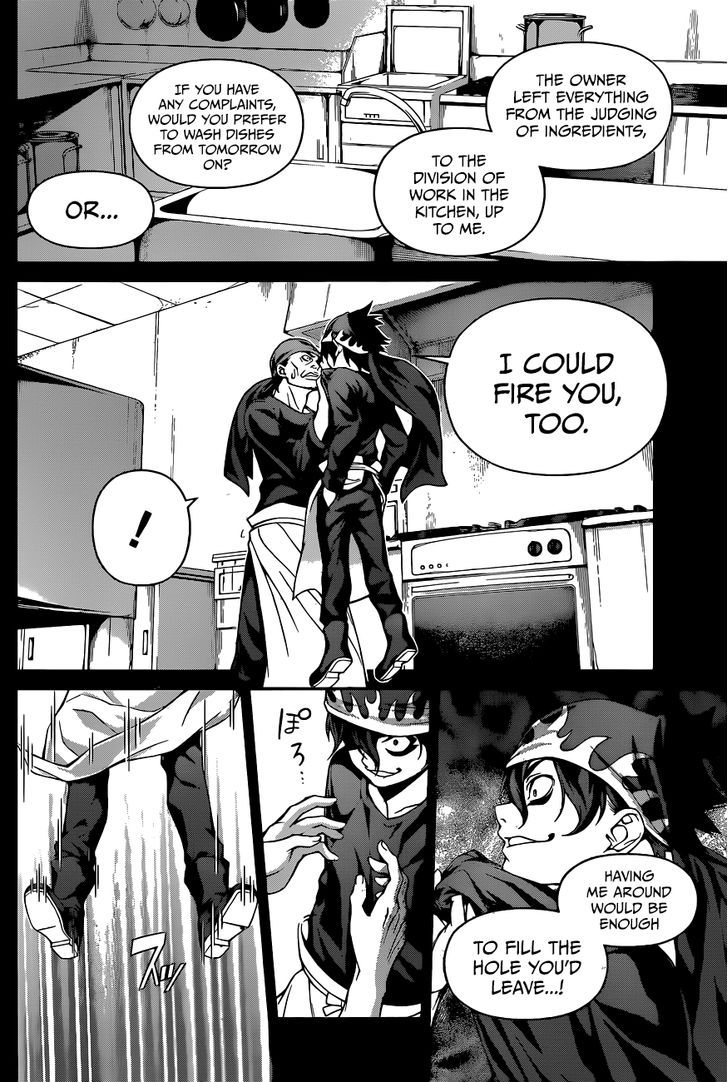 THE OWNER
LEFT EVERYTHING
FROM THE JUDGING
OF INGREDIENTS,
TO THE
DIVISION OF
WORK IN THE
KITCHEN, UP
TO ME.
IF YOU HAVE
ANY COMPLAINTS,
WOULD YOU PREFER
TO WASH DISHES
FROM TOMORROW
ON?
OR...
I COULD
FIRE YOU,
TOO.
!
HAVING
ME AROUND
WOULD BE
ENOUGH
TO FILL THE
HOLE YOU'D
LEAVE...!
ぽろ…
スッ